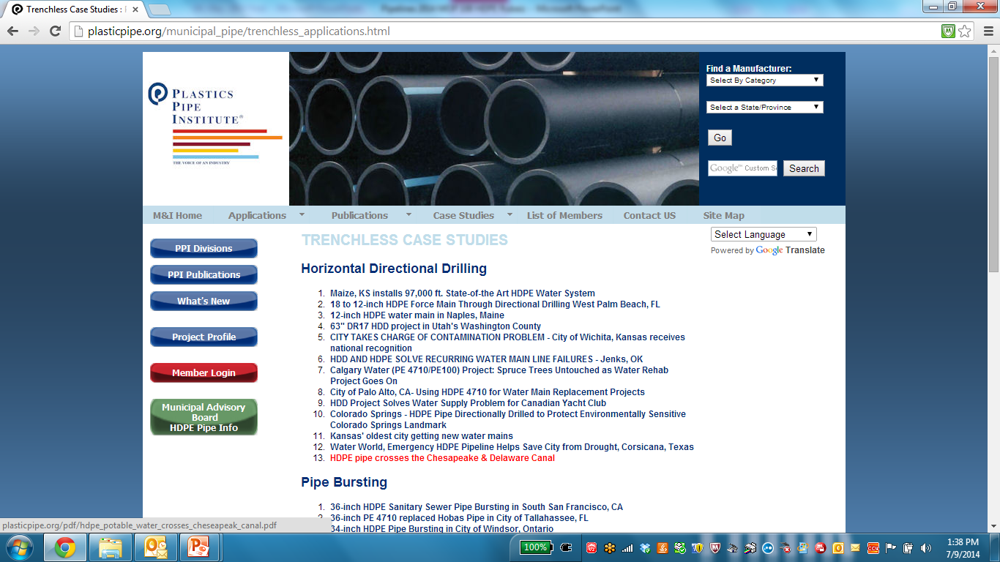 Trenchless Case Studies : P
plasticpipe.org/municipal_pipe/trenchless_applications.html
PLASTICS
PIPE
INSTITUTE®
THE VOICE OF AN INDUSTRY
Find a Manufacturer:
Select By Category
Select a State/Province
Go
Google™ Custom Se
Search
M&I Home
Applications
Publications
Case Studies
List of Members
Contact US
Site Map
Select Language
Powered by Google Translate
PPI Divisions
PPI Publications
What's New
Project Profile
Member Login
Municipal Advisory
Board
HDPE Pipe Info
TRENCHLESS CASE STUDIES
Horizontal Directional Drilling
1. Maize, KS installs 97,000 ft. State-of-the Art HDPE Water System
2. 18 to 12-inch HDPE Force Main Through Directional Drilling West Palm Beach, FL
3. 12-inch HDPE water main in Naples, Maine
4. 63" DR17 HDD project in Utah's Washington County
5. CITY TAKES CHARGE OF CONTAMINATION PROBLEM - City of Wichita, Kansas receives
national recognition
6. HDD AND HDPE SOLVE RECURRING WATER MAIN LINE FAILURES - Jenks, OK
7. Calgary Water (PE 4710/PE100) Project: Spruce Trees Untouched as Water Rehab
Project Goes On
8. City of Palo Alto, CA- Using HDPE 4710 for Water Main Replacement Projects
9. HDD Project Solves Water Supply Problem for Canadian Yacht Club
10. Colorado Springs - HDPE Pipe Directionally Drilled to Protect Environmentally Sensitive
Colorado Springs Landmark
11. Kansas' oldest city getting new water mains
12. Water World, Emergency HDPE Pipeline Helps Save City from Drought, Corsicana, Texas
13. HDPE pipe crosses the Chesapeake & Delaware Canal
Pipe Bursting
1. 36-inch HDPE Sanitary Sewer Pipe Bursting in South San Francisco, CA
2. 36-inch PE 4710 replaced Hobas Pipe in City of Tallahassee, FL
34-inch HDPE Pipe Bursting in City of Windsor, Ontario
plasticpipe.org/pdf/hdpe_potable_water_crosses_cheseapeak_canal.pdf
100%
1:38 PM
7/9/2014